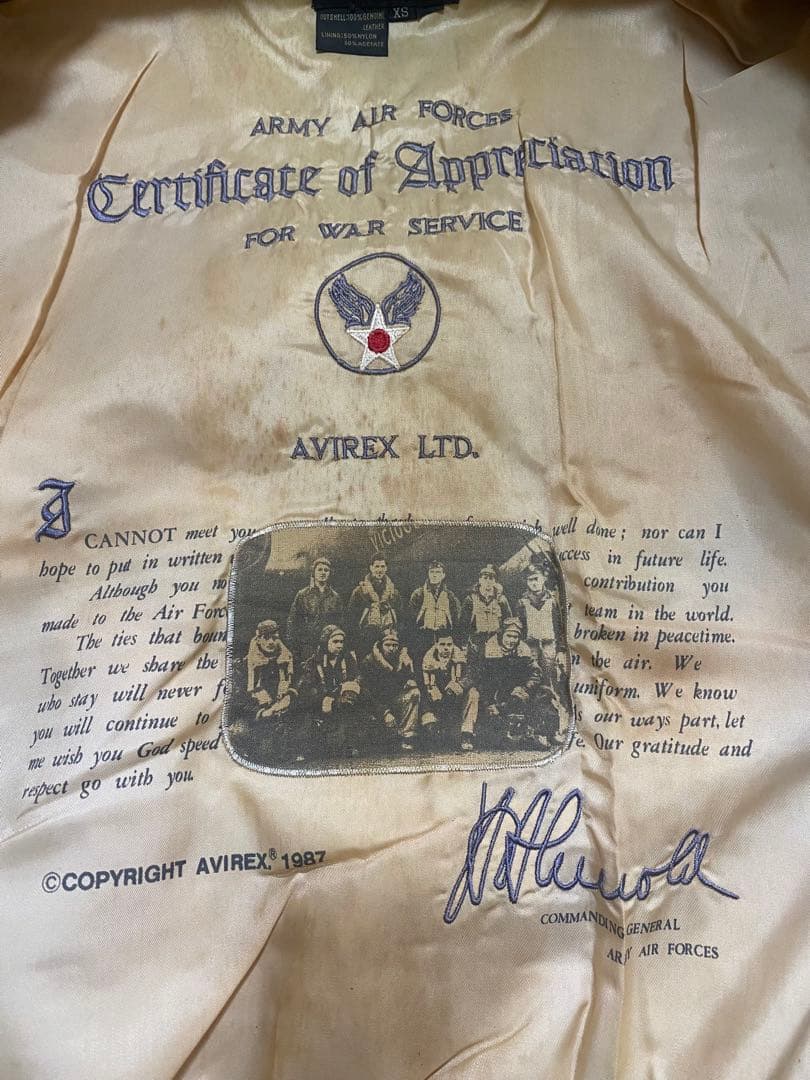 OUTSHELL:100% GENUINE
LEATHER
LINING:50% NYLON
50% ACETATE
XS
ARMY AIR FORCES
Certificate of Appreciation
FOR WAR SERVICE
AVIREX LTD.
I CANNOT meet you well done; nor can I
hope to put in written success in future life.
Although you contribution you
made to the Air Forc team in the world.
The ties that boun broken in peacetime.
Together we share the the air. We
who stay will never f uniform. We know
you will continue to our ways part, let
me wish you God speed Our gratitude and
respect go with you.
VICIOU
©COPYRIGHT AVIREX,® 1987
H H Arnold
COMMANDING GENERAL
ARMY AIR FORCES